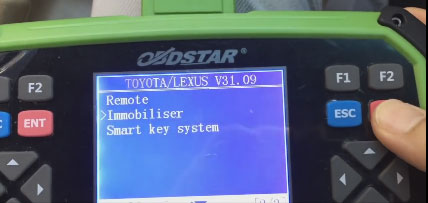 OBDSTAR
F2
F1 F2
TOYOTA/LEXUS V31.09
Remote
>Immobiliser
Smart key system
ENT
ESC